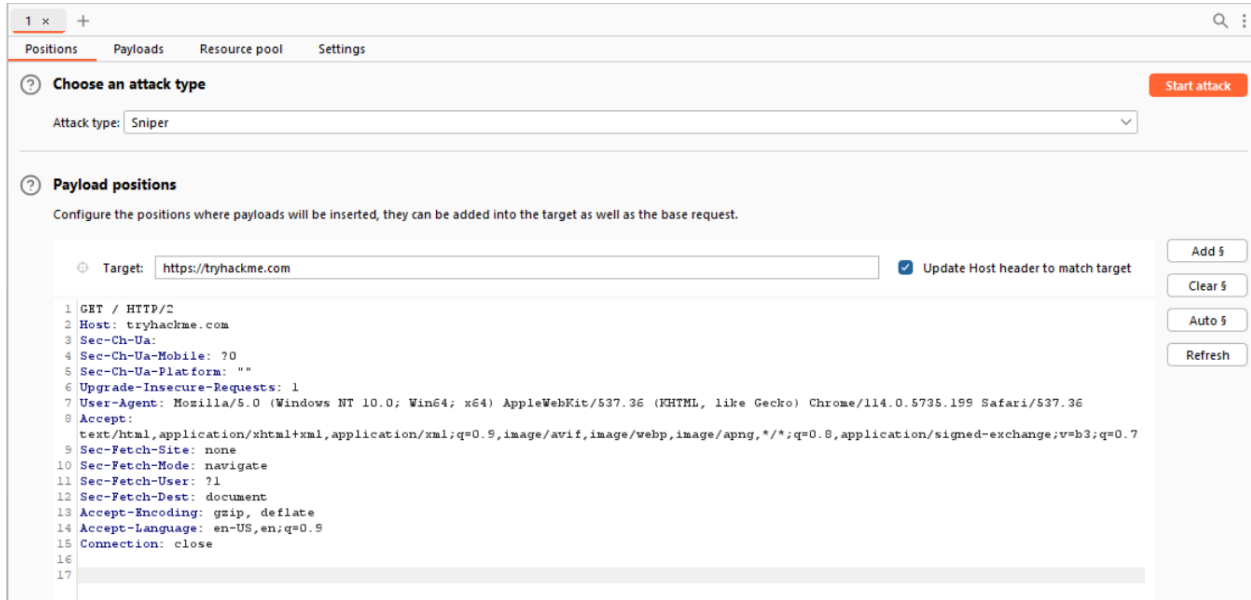 1 × +
Positions Payloads Resource pool Settings
? Choose an attack type
Start attack
Attack type: Sniper
? Payload positions
Configure the positions where payloads will be inserted, they can be added into the target as well as the base request.
Target: https://tryhackme.com Update Host header to match target
Add §
Clear §
Auto §
Refresh
1 GET / HTTP/2
2 Host: tryhackme.com
3 Sec-Ch-Ua:
4 Sec-Ch-Ua-Mobile: ?0
5 Sec-Ch-Ua-Platform: ""
6 Upgrade-Insecure-Requests: 1
7 User-Agent: Mozilla/5.0 (Windows NT 10.0; Win64; x64) AppleWebKit/537.36 (KHTML, like Gecko) Chrome/114.0.5735.199 Safari/537.36
8 Accept:
text/html,application/xhtml+xml,application/xml;q=0.9,image/avif,image/webp,image/apng,*/*;q=0.8,application/signed-exchange;v=b3;q=0.7
9 Sec-Fetch-Site: none
10 Sec-Fetch-Mode: navigate
11 Sec-Fetch-User: ?1
12 Sec-Fetch-Dest: document
13 Accept-Encoding: gzip, deflate
14 Accept-Language: en-US,en;q=0.9
15 Connection: close
16
17